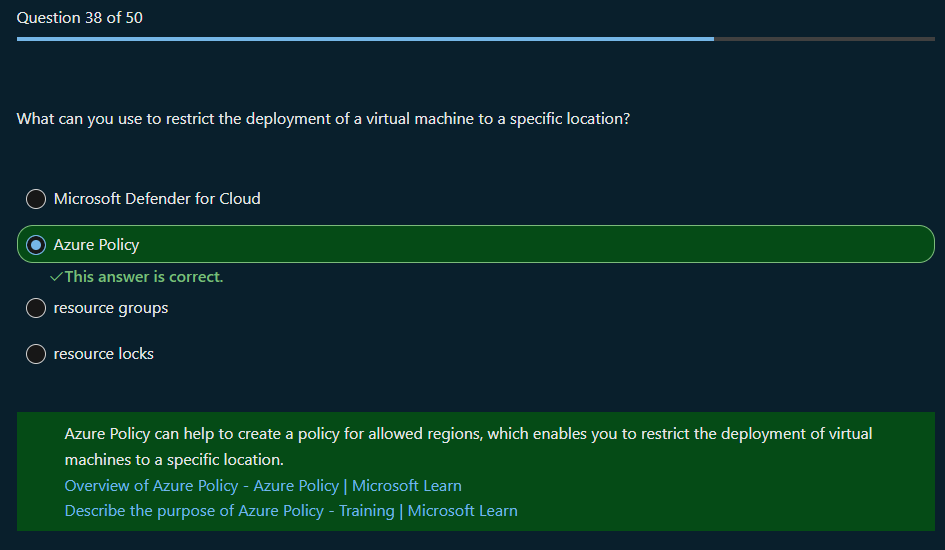 Question 38 of 50
What can you use to restrict the deployment of a virtual machine to a specific location?
Microsoft Defender for Cloud
Azure Policy
✓This answer is correct.
resource groups
resource locks
Azure Policy can help to create a policy for allowed regions, which enables you to restrict the deployment of virtual
machines to a specific location.
Overview of Azure Policy - Azure Policy | Microsoft Learn
Describe the purpose of Azure Policy - Training | Microsoft Learn